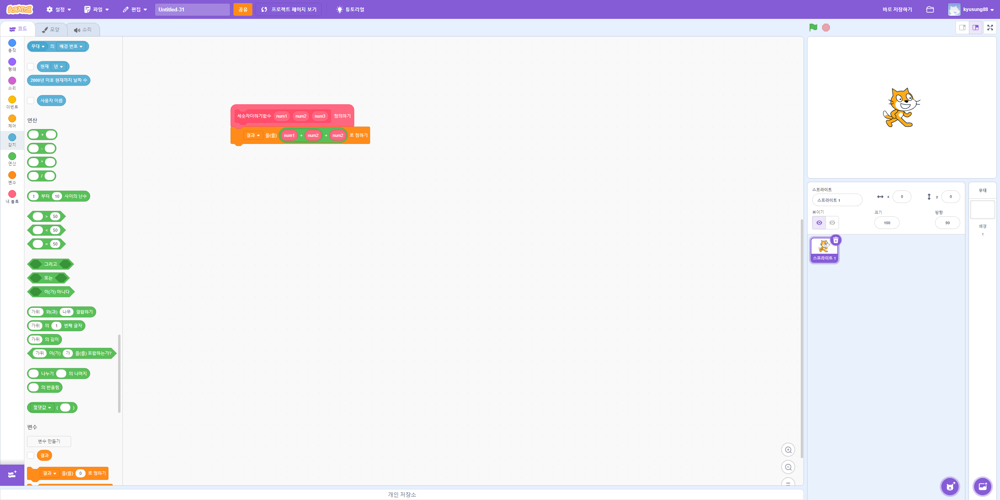 SCRATCH 설정 파일 편집 Untitled-31 공유 프로젝트 페이지 보기 튜토리얼 바로 저장하기 kyusung88
코드 모양 소리
동작
형태
소리
이벤트
제어
감지
연산
변수
내 블록
무대 의 배경 번호
현재 년
2000년 이후 현재까지 날짜 수
사용자 이름
연산
+
-
*
/
1 부터 10 사이의 난수
> 50
< 50
= 50
그리고
또는
이(가) 아니다
가위 와(과) 나무 결합하기
가위 의 1 번째 글자
가위 의 길이
가위 이(가) 가 을(를) 포함하는가?
나누기 의 나머지
의 반올림
절댓값 ( )
변수
변수 만들기
결과
결과 을(를) 0 로 정하기
세숫자더하기함수 num1 num2 num3 정의하기
결과 을(를) num1 + num2 + num2 로 정하기
개인 저장소
스프라이트
스프라이트 1 x 0 y 0
보이기 크기 방향
100 90
스프라이트 1
무대
배경
1